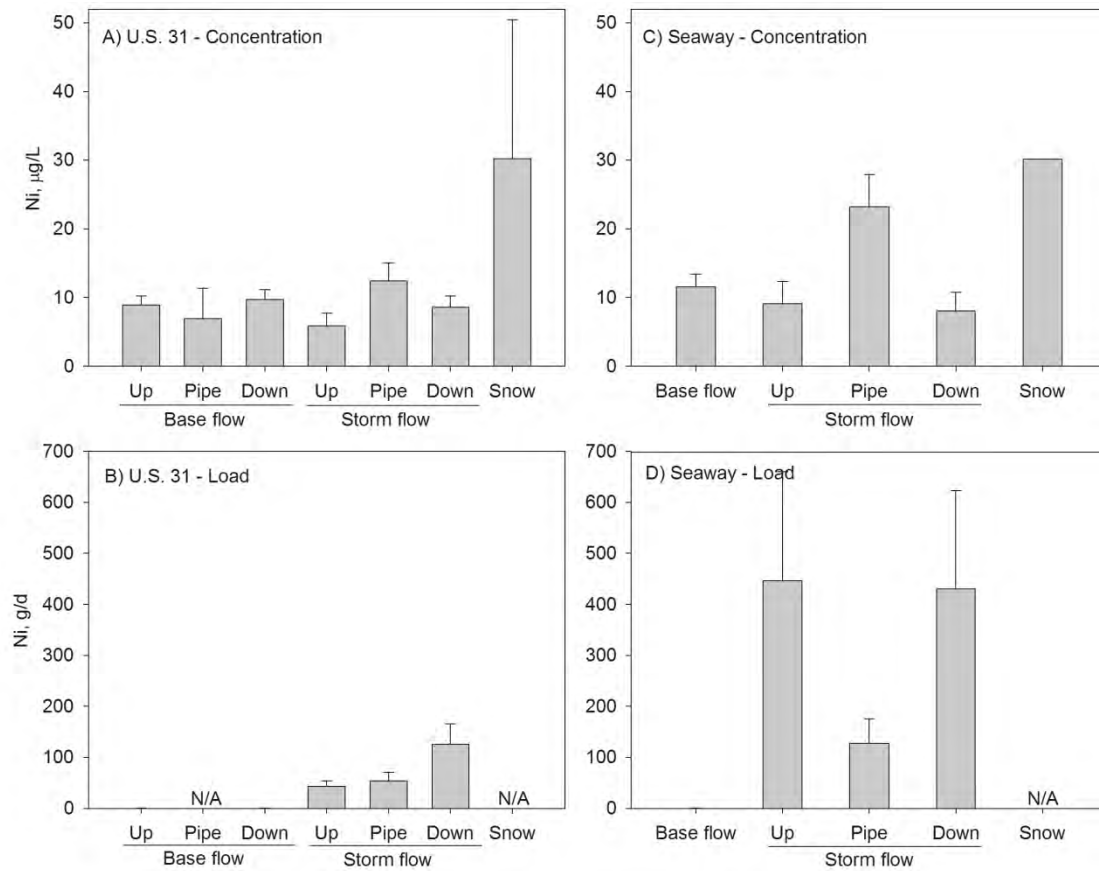 A) U.S. 31 - Concentration
50
40
30
20
10
0
Ni, µg/L
Up Pipe Down Up Pipe Down Snow
Base flow Storm flow
C) Seaway - Concentration
50
40
30
20
10
0
Base flow Up Pipe Down Snow
Storm flow
B) U.S. 31 - Load
700
600
500
400
300
200
100
0
Ni, g/d
N/A N/A
Up Pipe Down Up Pipe Down Snow
Base flow Storm flow
D) Seaway - Load
700
600
500
400
300
200
100
0
N/A
Base flow Up Pipe Down Snow
Storm flow